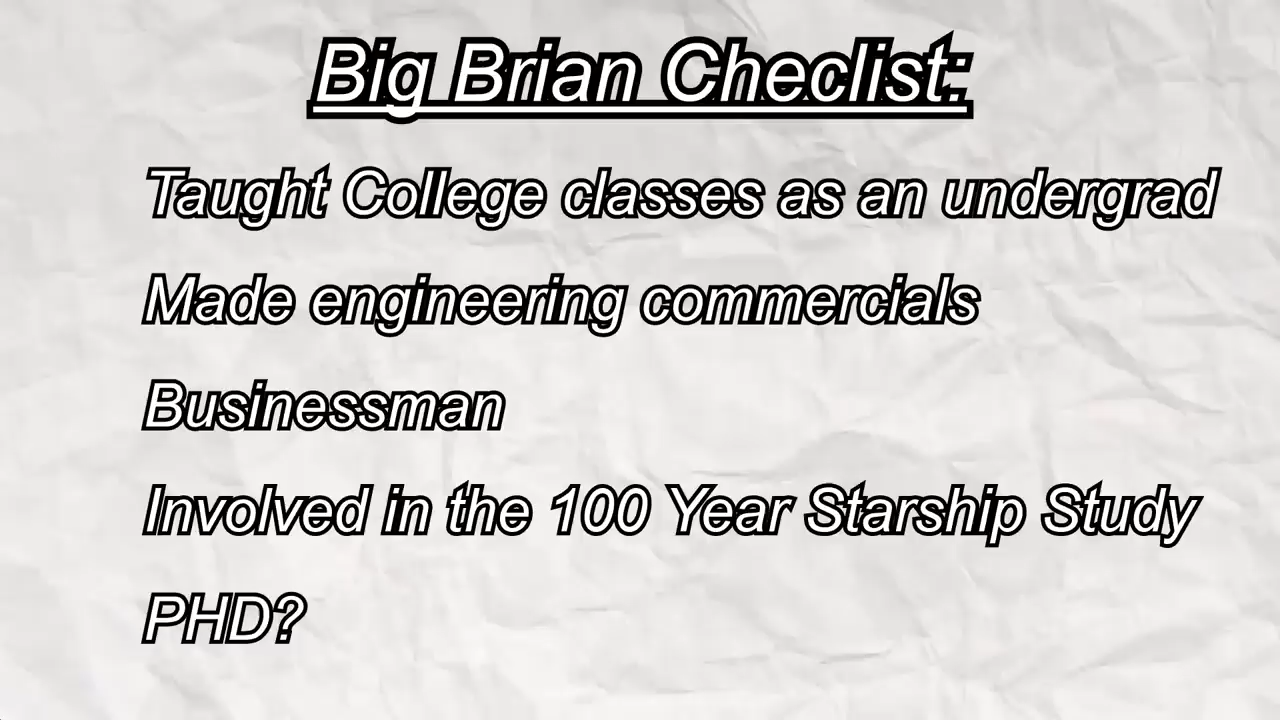 Big Brian Checlist:
Taught College classes as an undergrad
Made engineering commercials
Businessman
Involved in the 100 Year Starship Study
PHD?